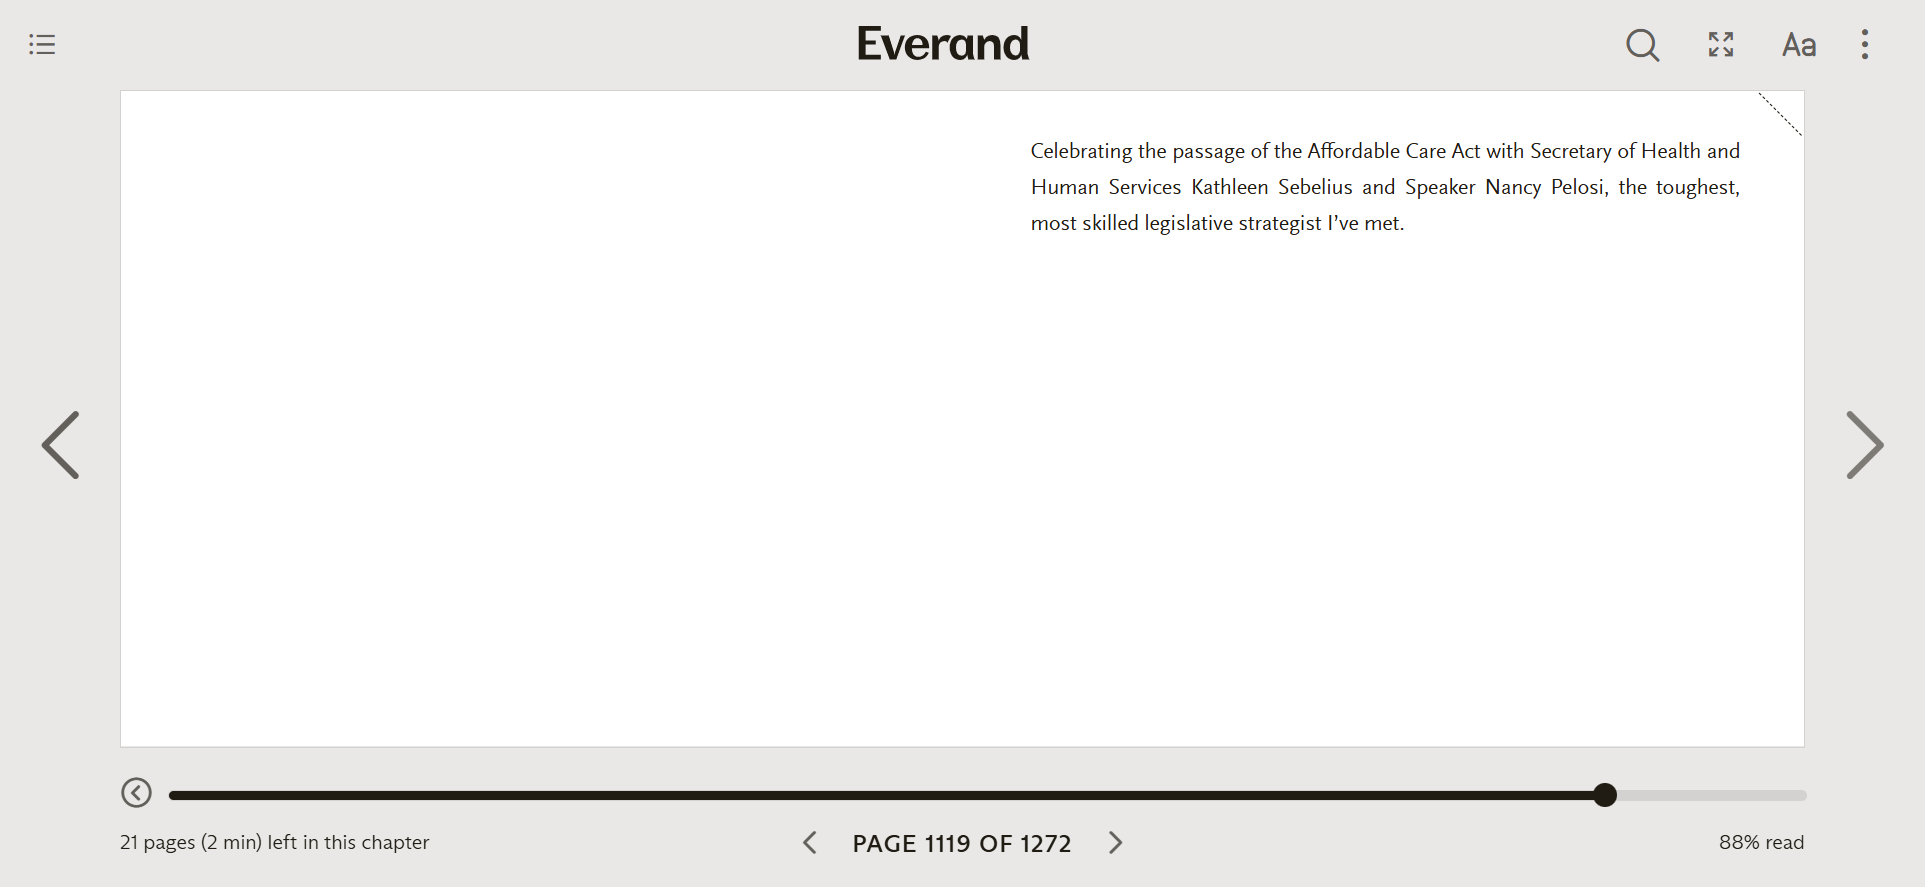 Everand
Aa
Celebrating the passage of the Affordable Care Act with Secretary of Health and
Human Services Kathleen Sebelius and Speaker Nancy Pelosi, the toughest,
most skilled legislative strategist I’ve met.
21 pages (2 min) left in this chapter
PAGE 1119 OF 1272
88% read